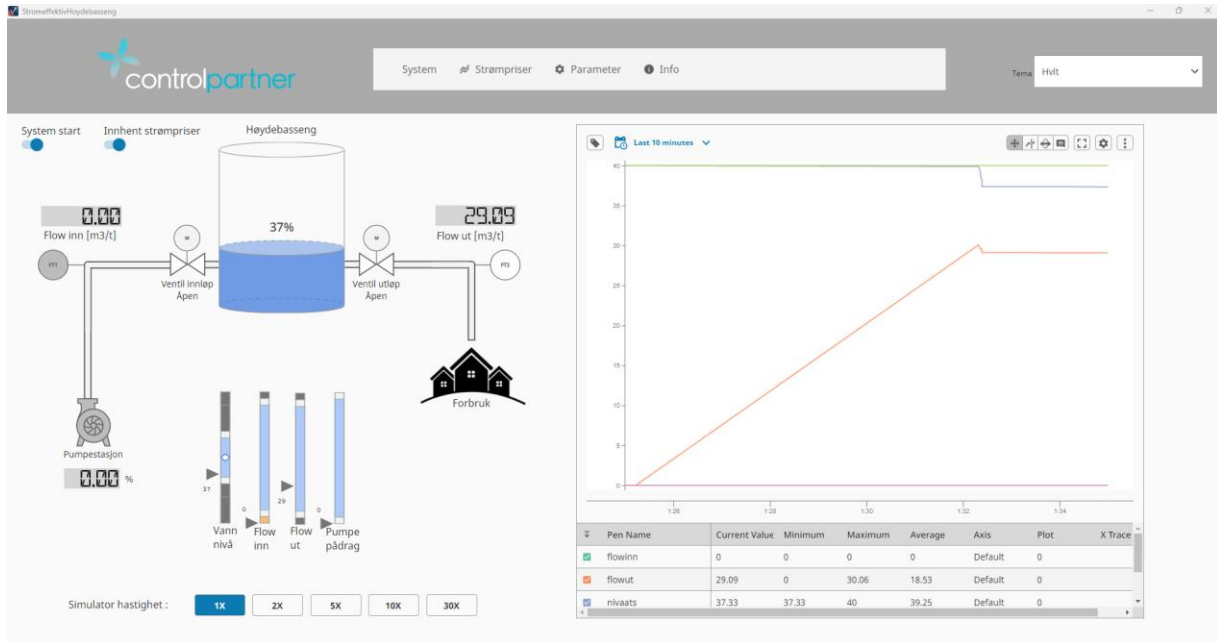 StromeffektivHoydebasseng
controlpartner
System Strømpriser Parameter Info
Tema Hvit
System start Innhent strømpriser
Høydebasseng
0.00
Flow inn [m3/t]
29.09
Flow ut [m3/t]
37%
M
M
FT1
FT2
Ventil innløp
Åpen
Ventil utløp
Åpen
Forbruk
Pumpestasjon
0.00 %
37
0
29
0
Vann nivå
Flow inn
Flow ut
Pumpe pådrag
Simulator hastighet : 1X 2X 5X 10X 30X
Last 10 minutes
40
35
30
25
20
15
10
5
0
1:26 1:28 1:30 1:32 1:34
Pen Name Current Value Minimum Maximum Average Axis Plot X Trace
flowinn 0 0 0 0 Default 0
flowut 29.09 0 30.06 18.53 Default 0
nivaats 37.33 37.33 40 39.25 Default 0